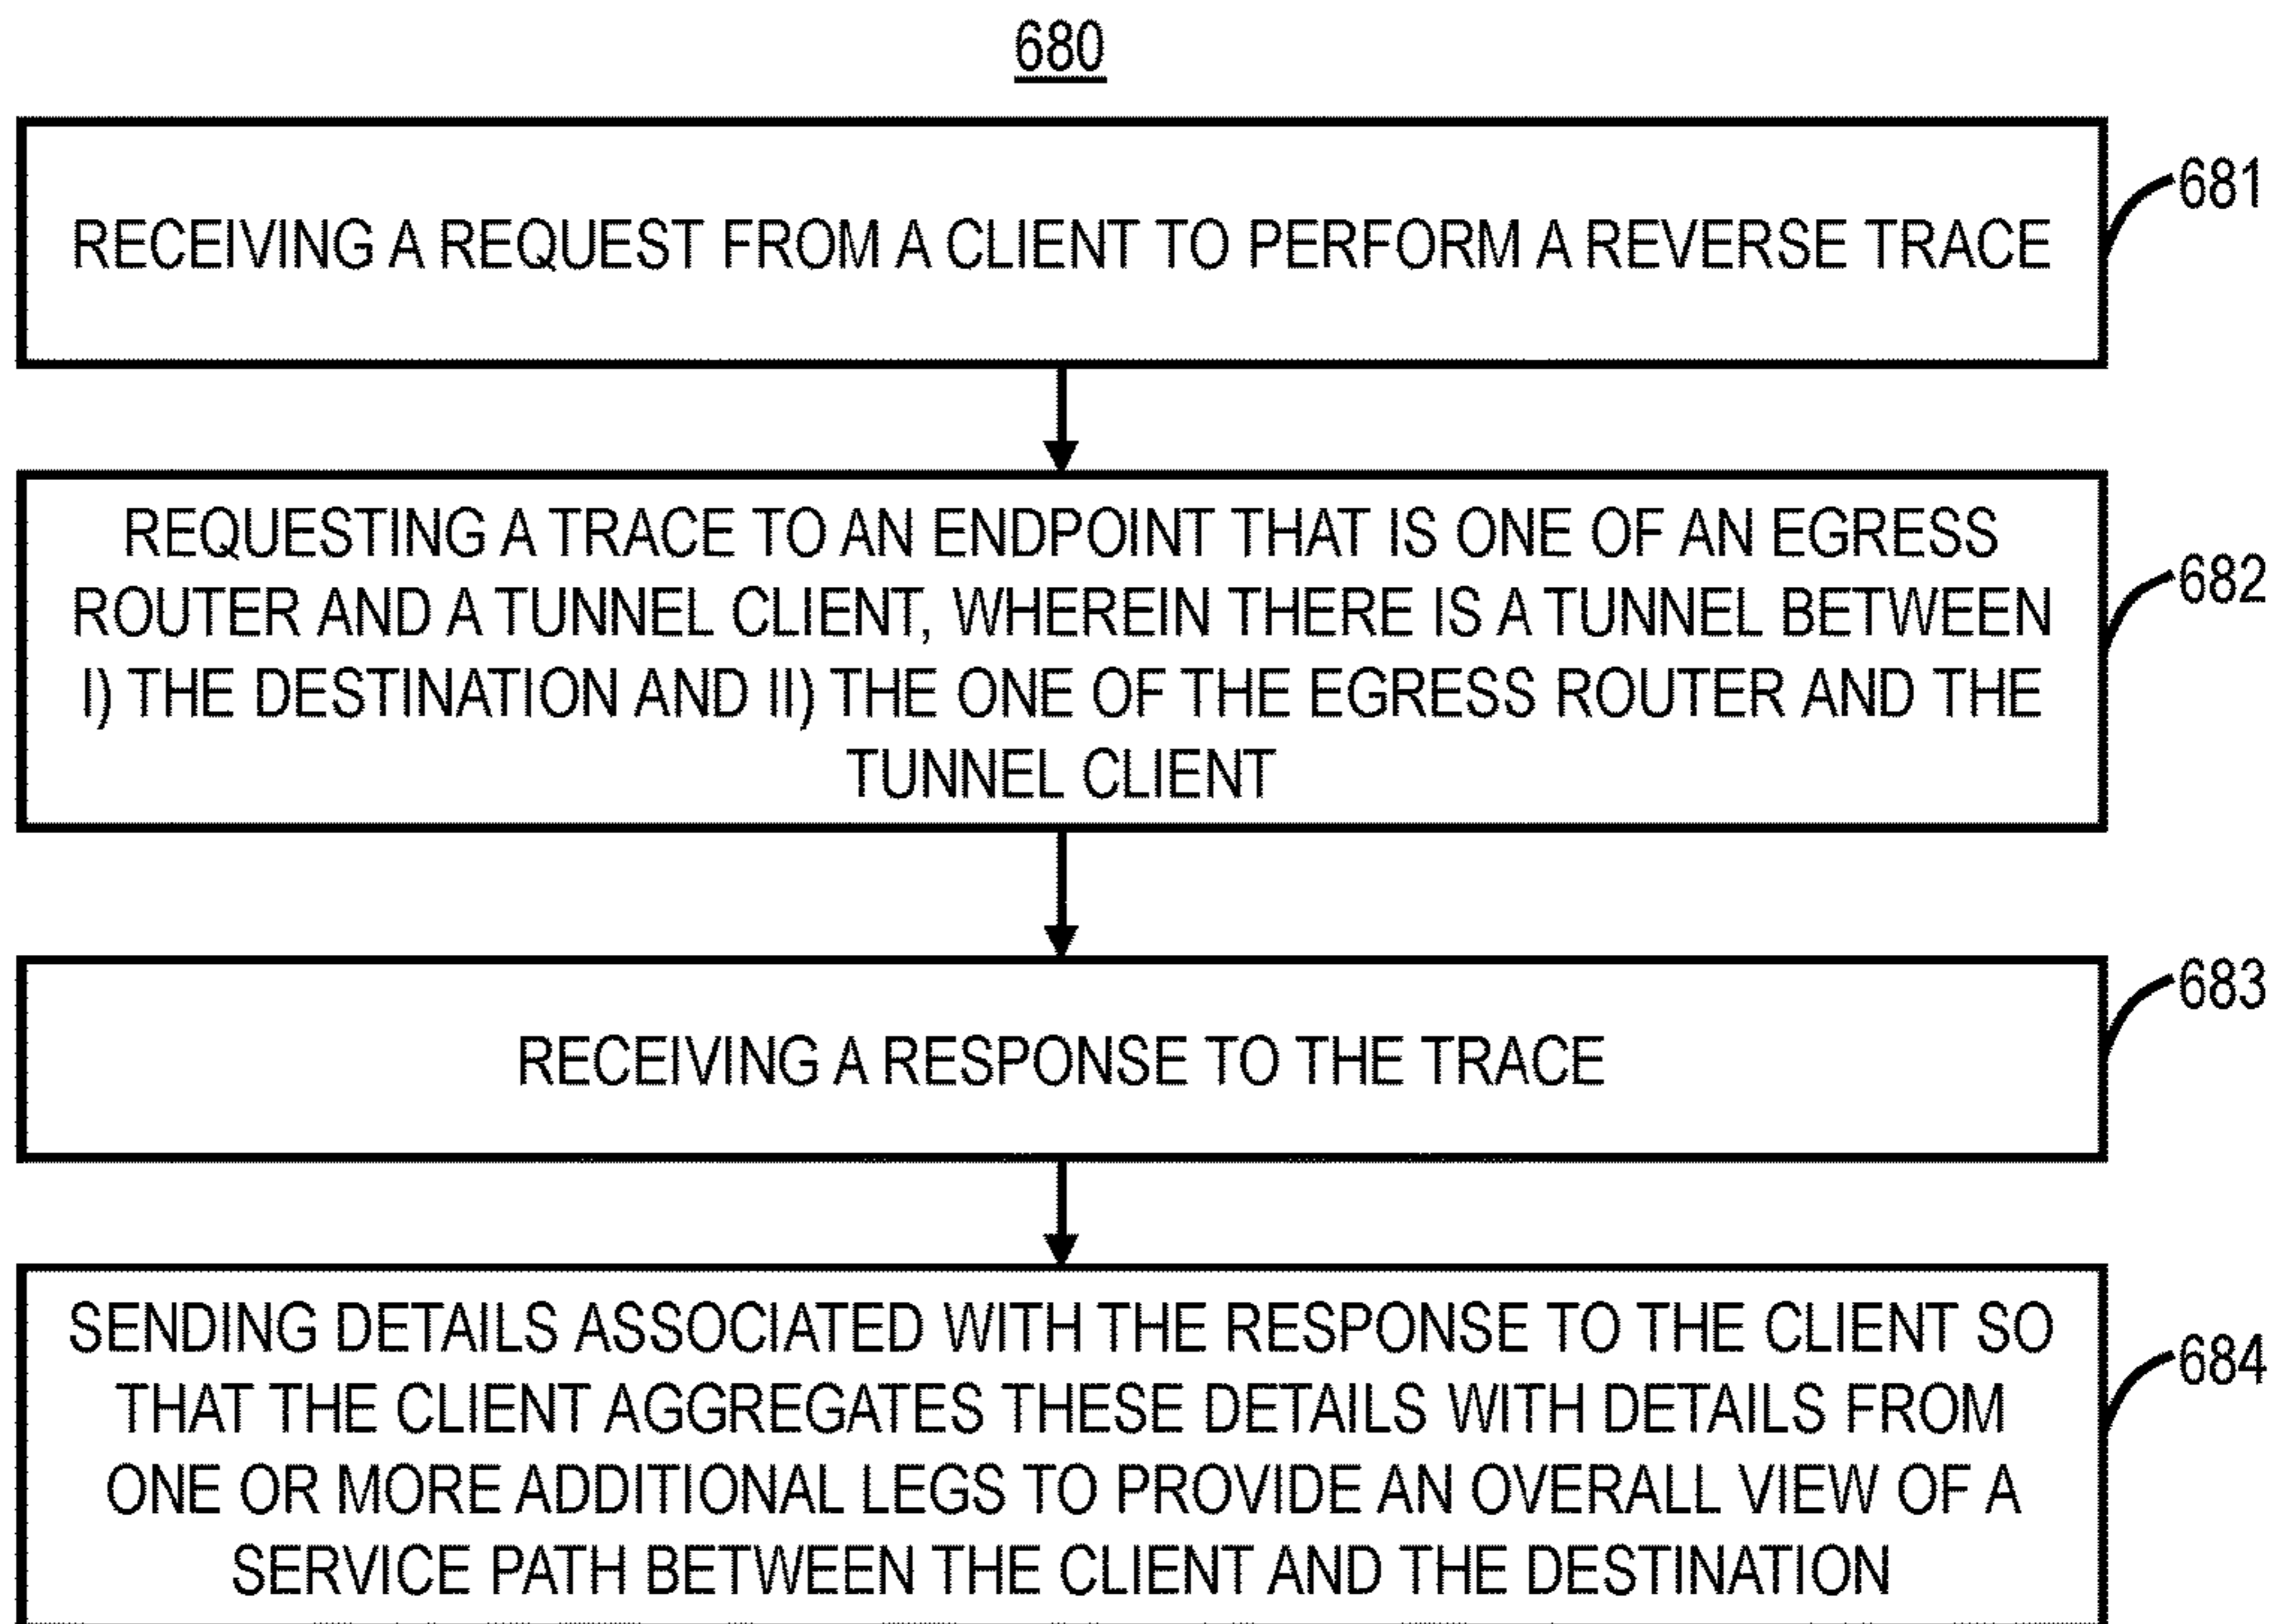 680
RECEIVING A REQUEST FROM A CLIENT TO PERFORM A REVERSE TRACE
681
REQUESTING A TRACE TO AN ENDPOINT THAT IS ONE OF AN EGRESS
ROUTER AND A TUNNEL CLIENT, WHEREIN THERE IS A TUNNEL BETWEEN
I) THE DESTINATION AND II) THE ONE OF THE EGRESS ROUTER AND THE
TUNNEL CLIENT
682
RECEIVING A RESPONSE TO THE TRACE
683
SENDING DETAILS ASSOCIATED WITH THE RESPONSE TO THE CLIENT SO
THAT THE CLIENT AGGREGATES THESE DETAILS WITH DETAILS FROM
ONE OR MORE ADDITIONAL LEGS TO PROVIDE AN OVERALL VIEW OF A
SERVICE PATH BETWEEN THE CLIENT AND THE DESTINATION
684